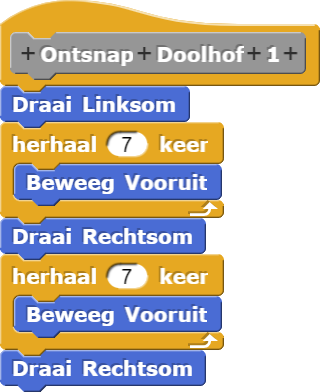 + Ontsnap + Doolhof + 1 +
Draai Linksom
herhaal 7 keer
Beweeg Vooruit
Draai Rechtsom
herhaal 7 keer
Beweeg Vooruit
Draai Rechtsom